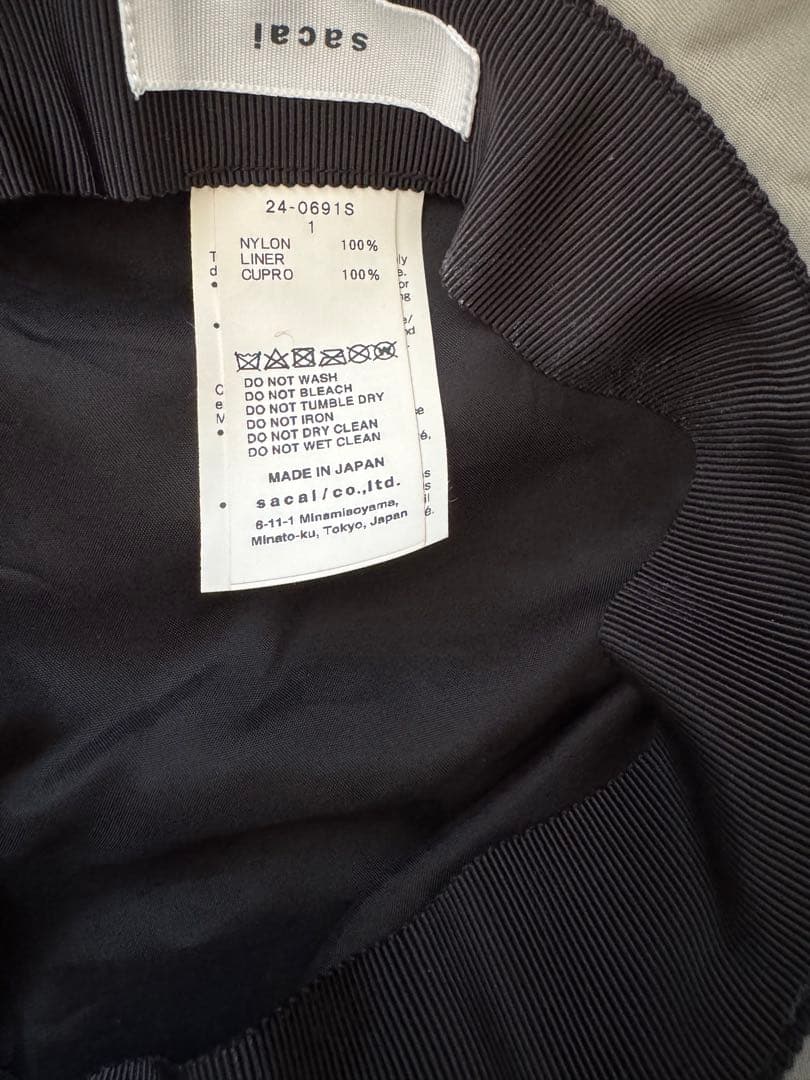 sacai
24-0691S
1
NYLON 100%
LINER
CUPRO 100%
DO NOT WASH
DO NOT BLEACH
DO NOT TUMBLE DRY
DO NOT IRON
DO NOT DRY CLEAN
DO NOT WET CLEAN
MADE IN JAPAN
sacai/co.,ltd.
6-11-1 Minamiaoyama,
Minato-ku, Tokyo, Japan